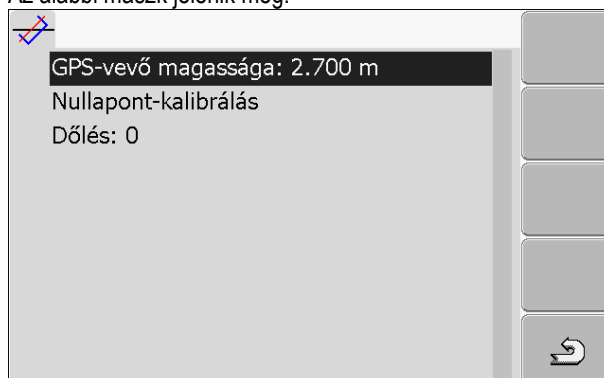 Az alábbi maszk jelenik meg:
GPS-vevő magassága: 2.700 m
Nullapont-kalibrálás
Dőlés: 0